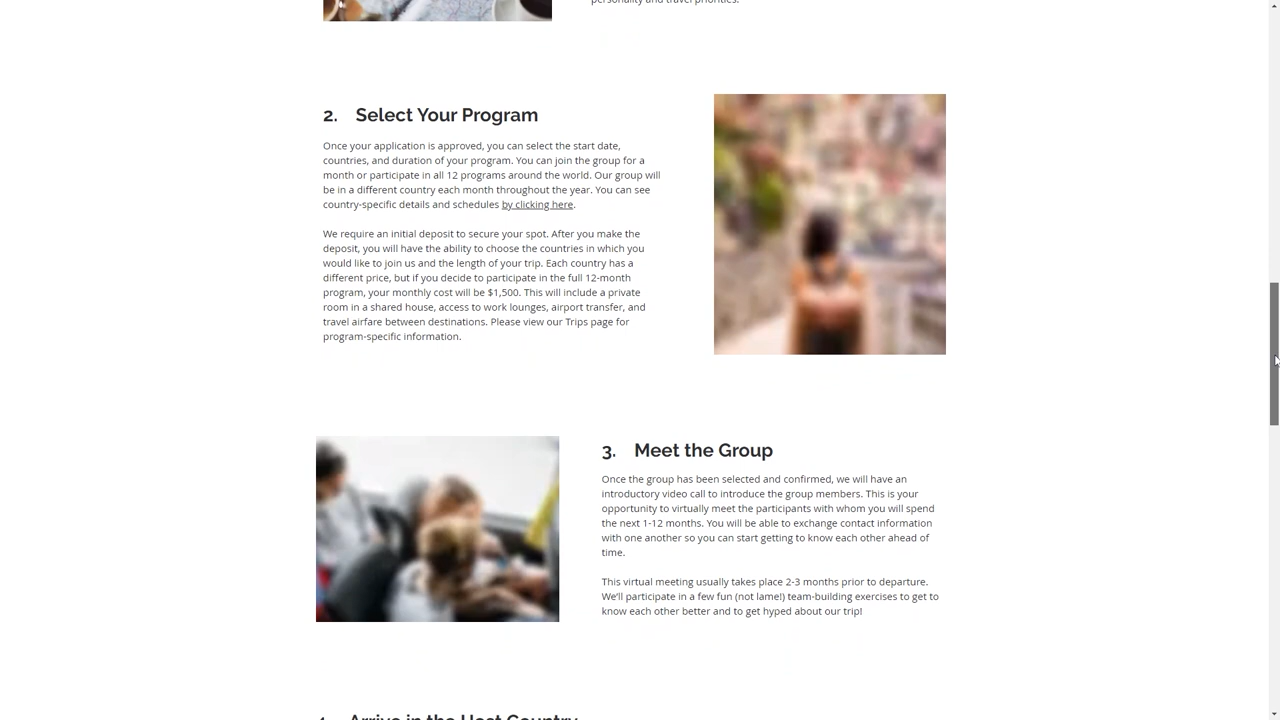 personality and travel priorities.
2. Select Your Program
Once your application is approved, you can select the start date,
countries, and duration of your program. You can join the group for a
month or participate in all 12 programs around the world. Our group will
be in a different country each month throughout the year. You can see
country-specific details and schedules by clicking here.
We require an initial deposit to secure your spot. After you make the
deposit, you will have the ability to choose the countries in which you
would like to join us and the length of your trip. Each country has a
different price, but if you decide to participate in the full 12-month
program, your monthly cost will be $1,500. This will include a private
room in a shared house, access to work lounges, airport transfer, and
travel airfare between destinations. Please view our Trips page for
program-specific information.
3. Meet the Group
Once the group has been selected and confirmed, we will have an
introductory video call to introduce the group members. This is your
opportunity to virtually meet the participants with whom you will spend
the next 1-12 months. You will be able to exchange contact information
with one another so you can start getting to know each other ahead of
time.
This virtual meeting usually takes place 2-3 months prior to departure.
We'll participate in a few fun (not lame!) team-building exercises to get to
know each other better and to get hyped about our trip!
4. Arrive in the Host Country